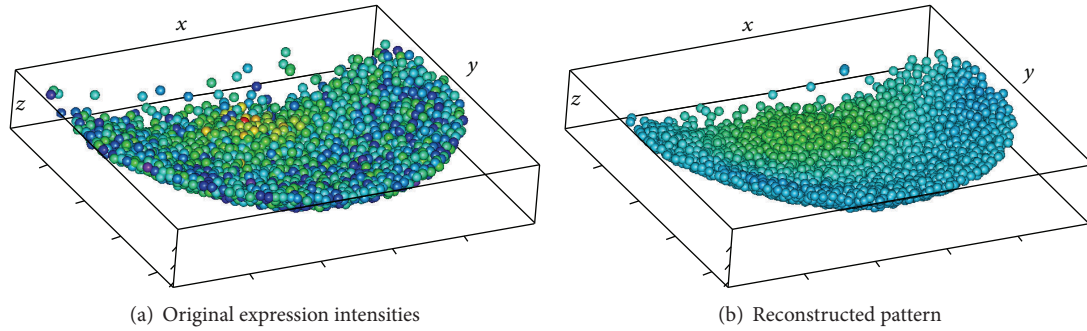 x
y
z
x
y
z
(a) Original expression intensities
(b) Reconstructed pattern